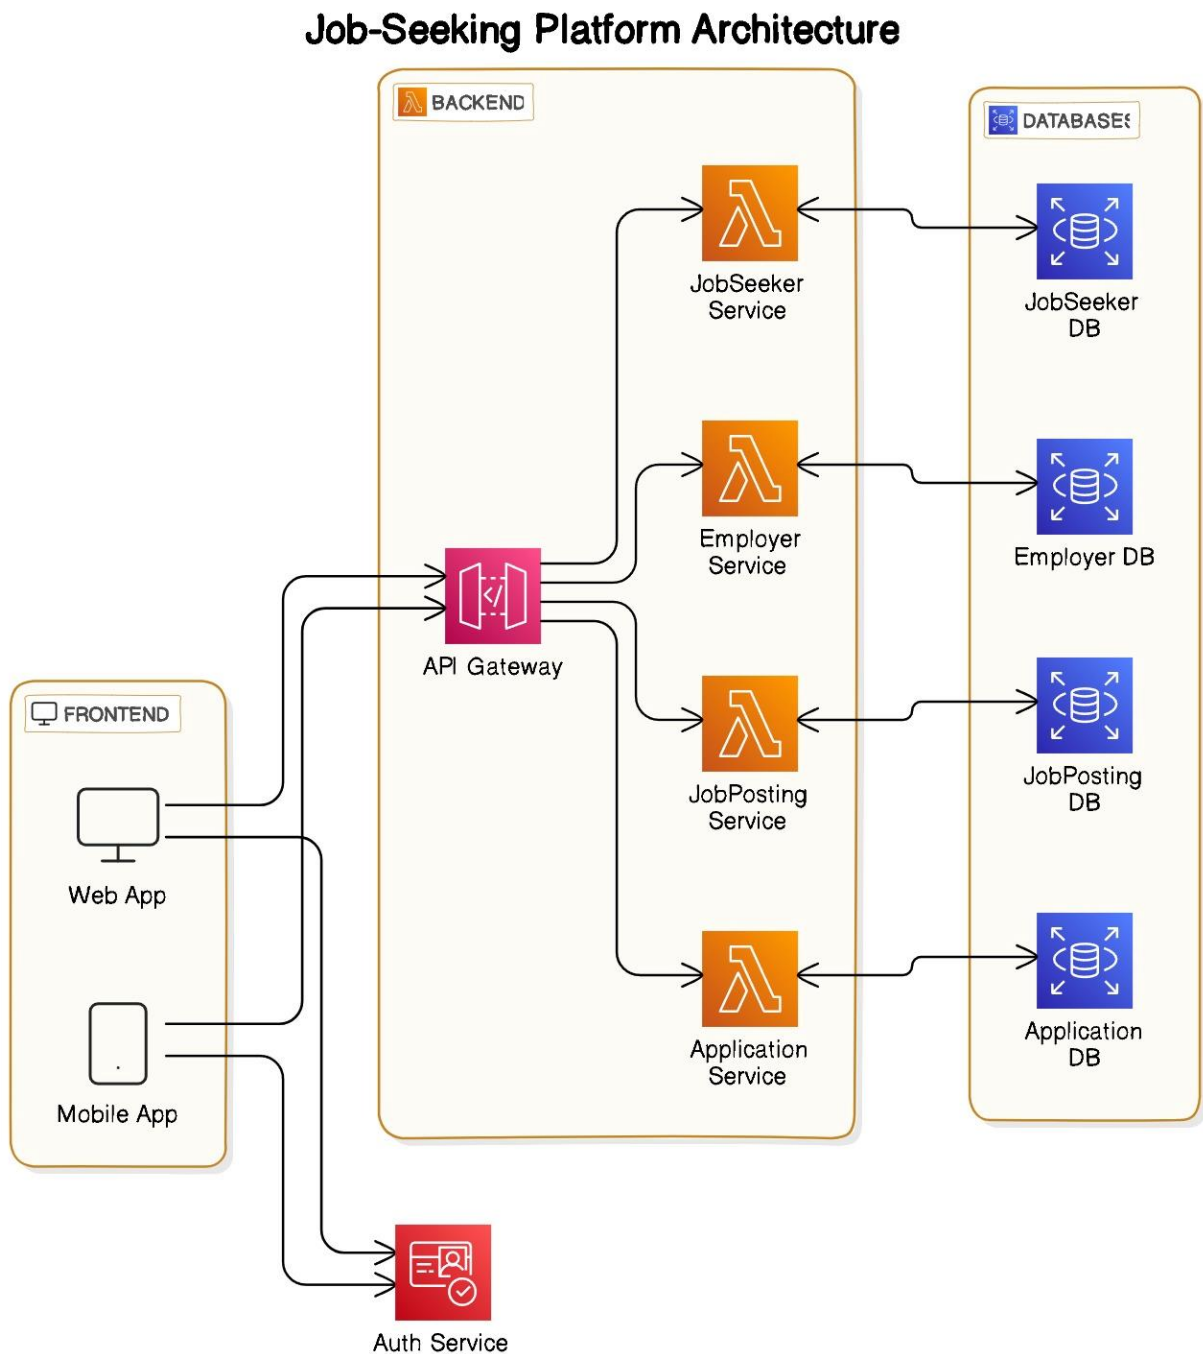 Job-Seeking Platform Architecture
BACKEND
DATABASES
JobSeeker
Service
JobSeeker
DB
Employer
Service
Employer DB
API Gateway
FRONTEND
JobPosting
Service
JobPosting
DB
Web App
Application
Service
Application
DB
Mobile App
Auth Service